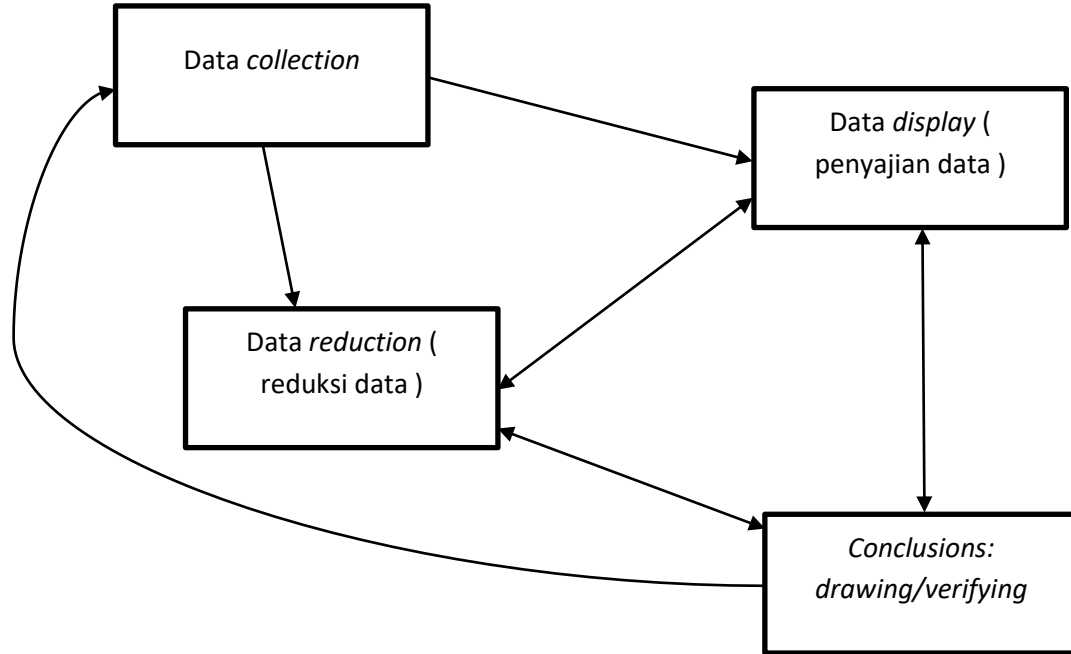 Data collection
Data display (
penyajian data )
Data reduction (
reduksi data )
Conclusions:
drawing/verifying